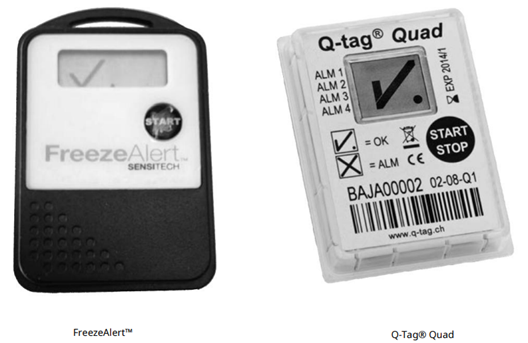 START
FreezeAlert™
SENSITECH
FreezeAlert™
Q-tag® Quad
ALM 1
ALM 2
ALM 3
ALM 4
EXP 2014/1
= OK
= ALM
CE
START
STOP
BAJA00002 02-08-Q1
www.q-tag.ch
Q-Tag® Quad